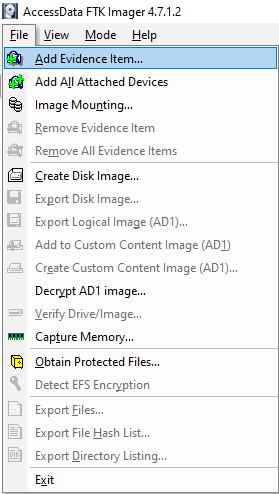 AccessData FTK Imager 4.7.1.2
File View Mode Help
Add Evidence Item...
Add All Attached Devices
Image Mounting...
Remove Evidence Item
Remove All Evidence Items
Create Disk Image...
Export Disk Image...
Export Logical Image (AD1)...
Add to Custom Content Image (AD1)
Create Custom Content Image (AD1)...
Decrypt AD1 image...
Verify Drive/Image...
Capture Memory...
Obtain Protected Files...
Detect EFS Encryption
Export Files...
Export File Hash List...
Export Directory Listing...
Exit